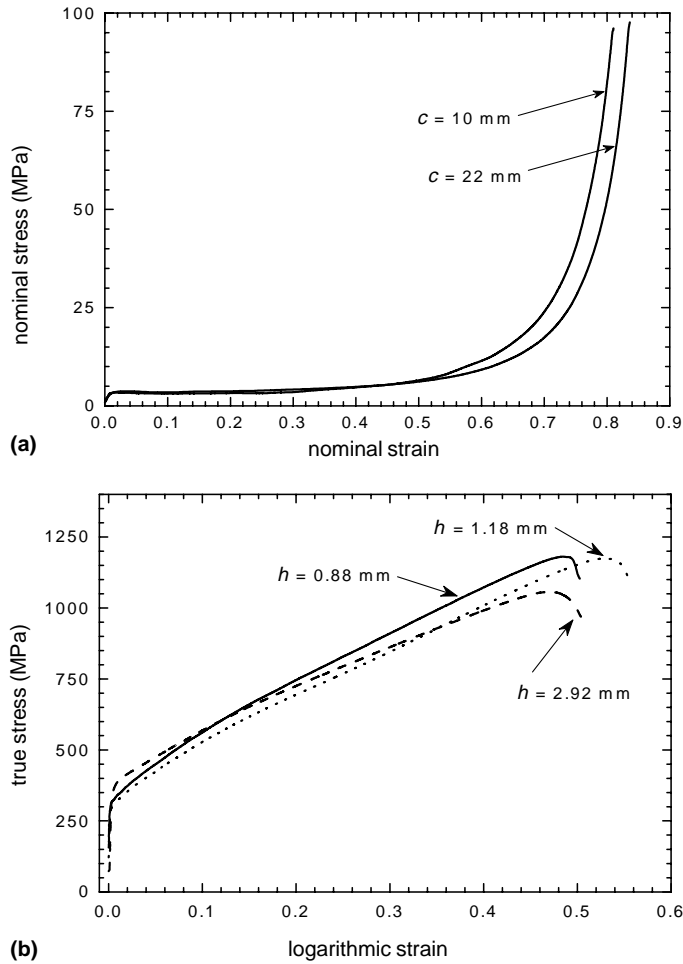 100
75
50
25
0
nominal stress (MPa)
c = 10 mm
c = 22 mm
0.0 0.1 0.2 0.3 0.4 0.5 0.6 0.7 0.8 0.9
(a)
nominal strain
1250
1000
750
500
250
0
true stress (MPa)
h = 1.18 mm
h = 0.88 mm
h = 2.92 mm
0.0 0.1 0.2 0.3 0.4 0.5 0.6
(b)
logarithmic strain